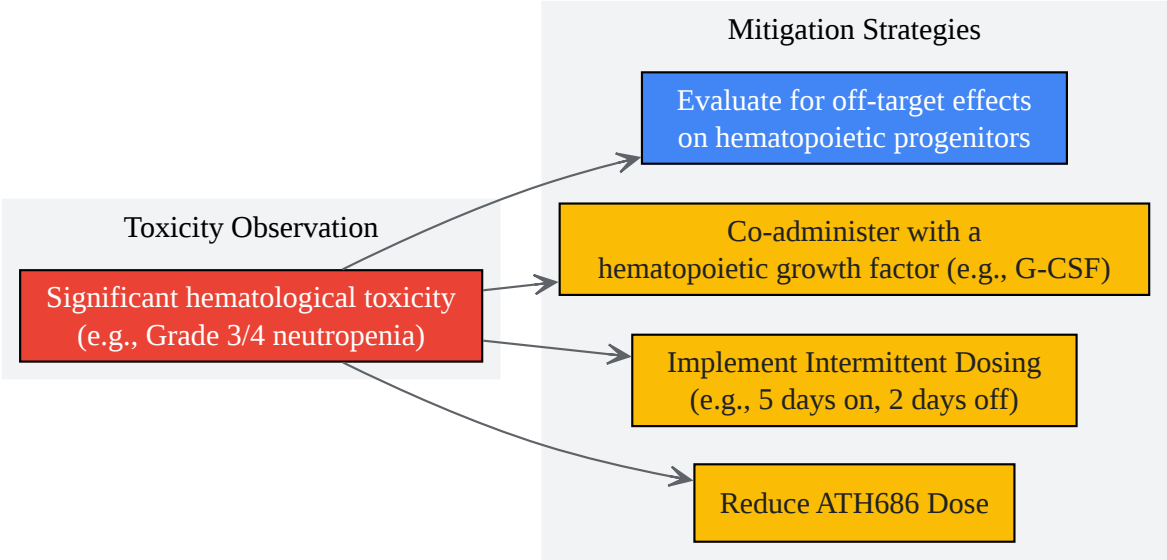 Toxicity Observation
Significant hematological toxicity
(e.g., Grade 3/4 neutropenia)
Mitigation Strategies
Evaluate for off-target effects
on hematopoietic progenitors
Co-administer with a
hematopoietic growth factor (e.g., G-CSF)
Implement Intermittent Dosing
(e.g., 5 days on, 2 days off)
Reduce ATH686 Dose